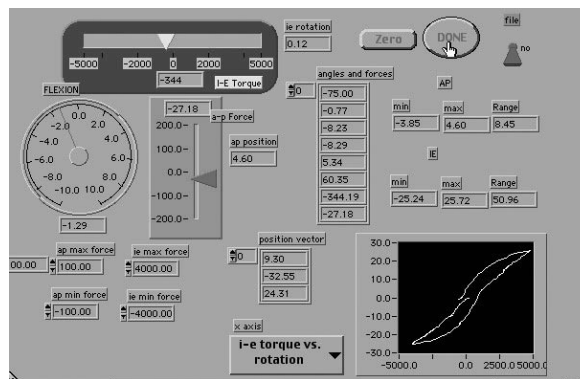 ie rotation
0.12
file
no
Zero
DONE
-5000 -2000 0 2000 5000
-344
I-E Torque
FLEXION
0.0
-2.0 2.0
-4.0 4.0
-6.0 6.0
-8.0 8.0
-10.0 10.0
-1.29
-27.18
a-p Force
200.0
100.0
0.0
-100.0
-200.0
ap position
4.60
angles and forces
0
-75.00
-0.77
-8.23
-8.29
5.34
60.35
-344.19
-27.18
AP
min max Range
-3.85 4.60 8.45
IE
min max Range
-25.24 25.72 50.96
ap max force
00.00 100.00
ie max force
4000.00
ap min force
-100.00
ie min force
-4000.00
position vector
0
9.30
-32.55
24.31
x axis
i-e torque vs.
rotation
30.0
20.0
10.0
0.0
-10.0
-20.0
-30.0
-5000.0 0.0 2500.0 5000.0